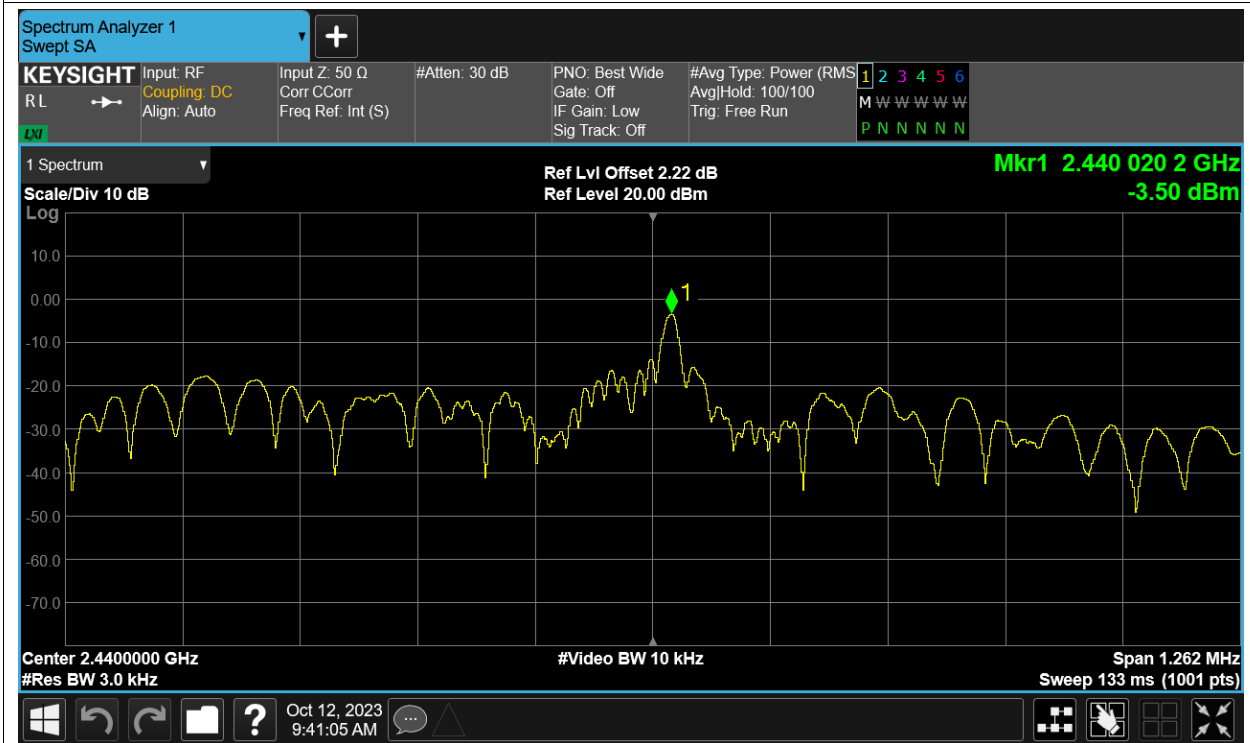 Spectrum Analyzer 1
Swept SA
+
KEYSIGHT
RL
LXI
Input: RF
Coupling: DC
Align: Auto
Input Z: 50 Ω
Corr CCorr
Freq Ref: Int (S)
#Atten: 30 dB
PNO: Best Wide
Gate: Off
IF Gain: Low
Sig Track: Off
#Avg Type: Power (RMS
Avg|Hold: 100/100
Trig: Free Run
1 2 3 4 5 6
M W W W W W
P N N N N N
1 Spectrum
Scale/Div 10 dB
Log
Ref Lvl Offset 2.22 dB
Ref Level 20.00 dBm
Mkr1 2.440 020 2 GHz
-3.50 dBm
10.0
0.00
-10.0
-20.0
-30.0
-40.0
-50.0
-60.0
-70.0
1
Center 2.4400000 GHz
#Res BW 3.0 kHz
#Video BW 10 kHz
Span 1.262 MHz
Sweep 133 ms (1001 pts)
?
Oct 12, 2023
9:41:05 AM